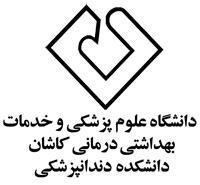 دانشگاه علوم پزشکی و خدمات
بهداشتی درمانی کاشان
دانشکده دندانپزشکی